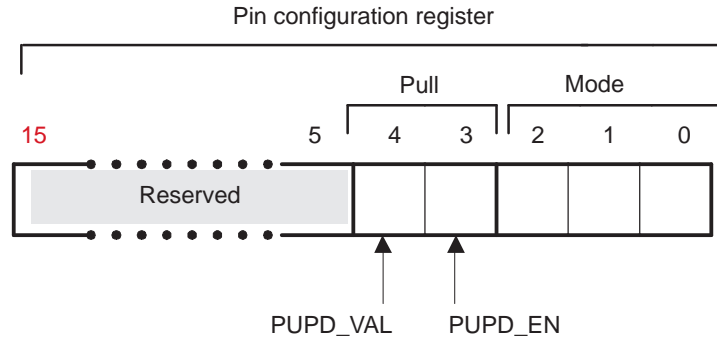 Pin configuration register
Pull Mode
15 5 4 3 2 1 0
Reserved
PUPD_VAL PUPD_EN